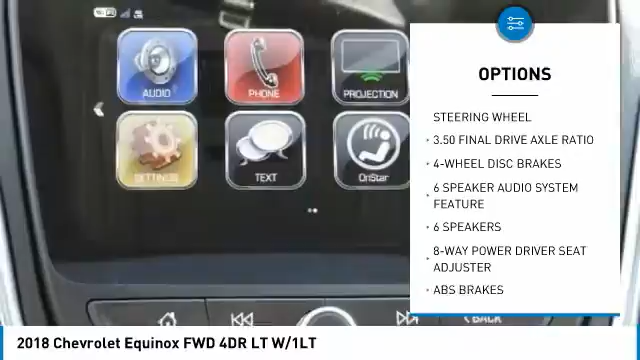 AUDIO
PHONE
PROJECTION
SETTINGS
TEXT
OnStar
BACK
OPTIONS
STEERING WHEEL
· 3.50 FINAL DRIVE AXLE RATIO
· 4-WHEEL DISC BRAKES
· 6 SPEAKER AUDIO SYSTEM
FEATURE
· 6 SPEAKERS
· 8-WAY POWER DRIVER SEAT
ADJUSTER
· ABS BRAKES
2018 Chevrolet Equinox FWD 4DR LT W/1LT